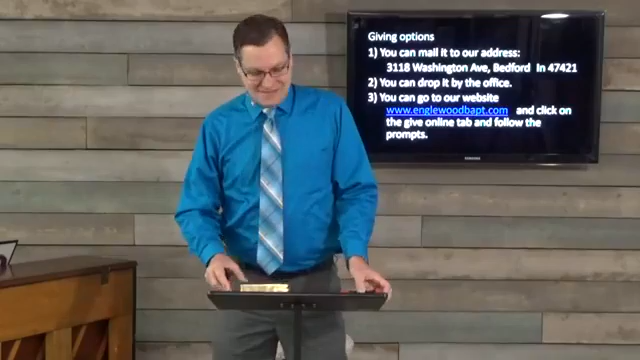 Giving options
1) You can mail it to our address:
3118 Washington Ave, Bedford In 47421
2) You can drop it by the office.
3) You can go to our website
www.englewoodbapt.com and click on
the give online tab and follow the
prompts.
SAMSUNG